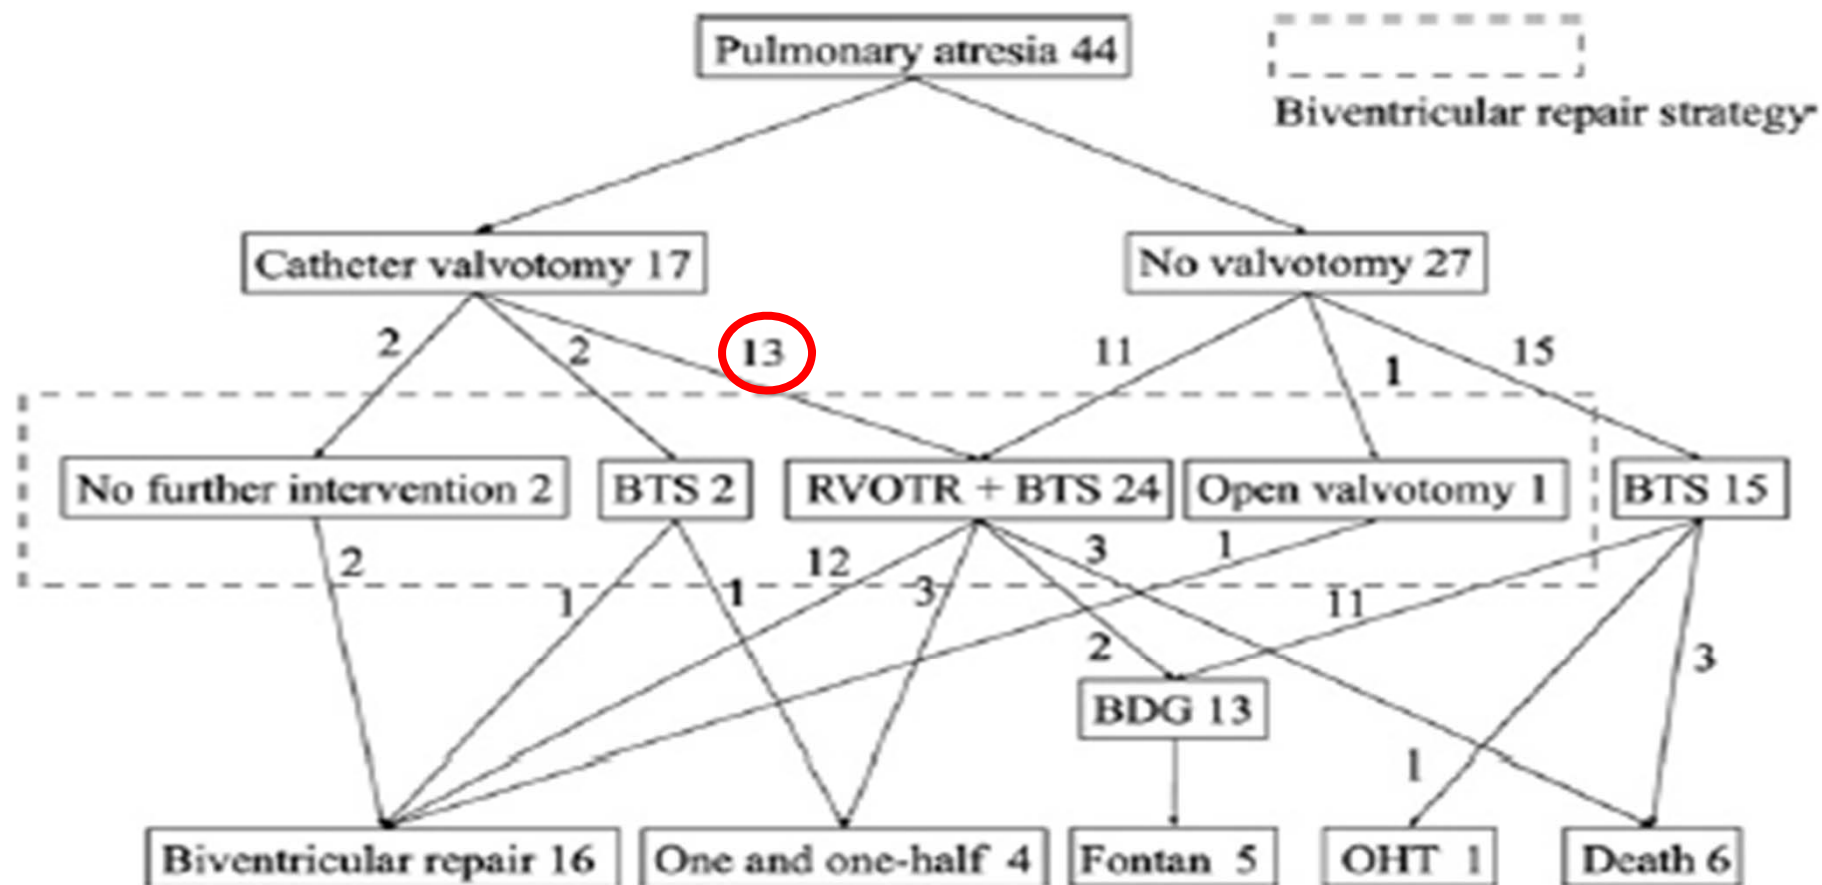 Pulmonary atresia 44
Biventricular repair strategy
Catheter valvotomy 17
No valvotomy 27
2
2
13
11
1
15
No further intervention 2
BTS 2
RVOTR + BTS 24
Open valvotomy 1
BTS 15
2
1
1
12
3
3
1
2
11
3
BDG 13
1
Biventricular repair 16
One and one-half 4
Fontan 5
OHT 1
Death 6